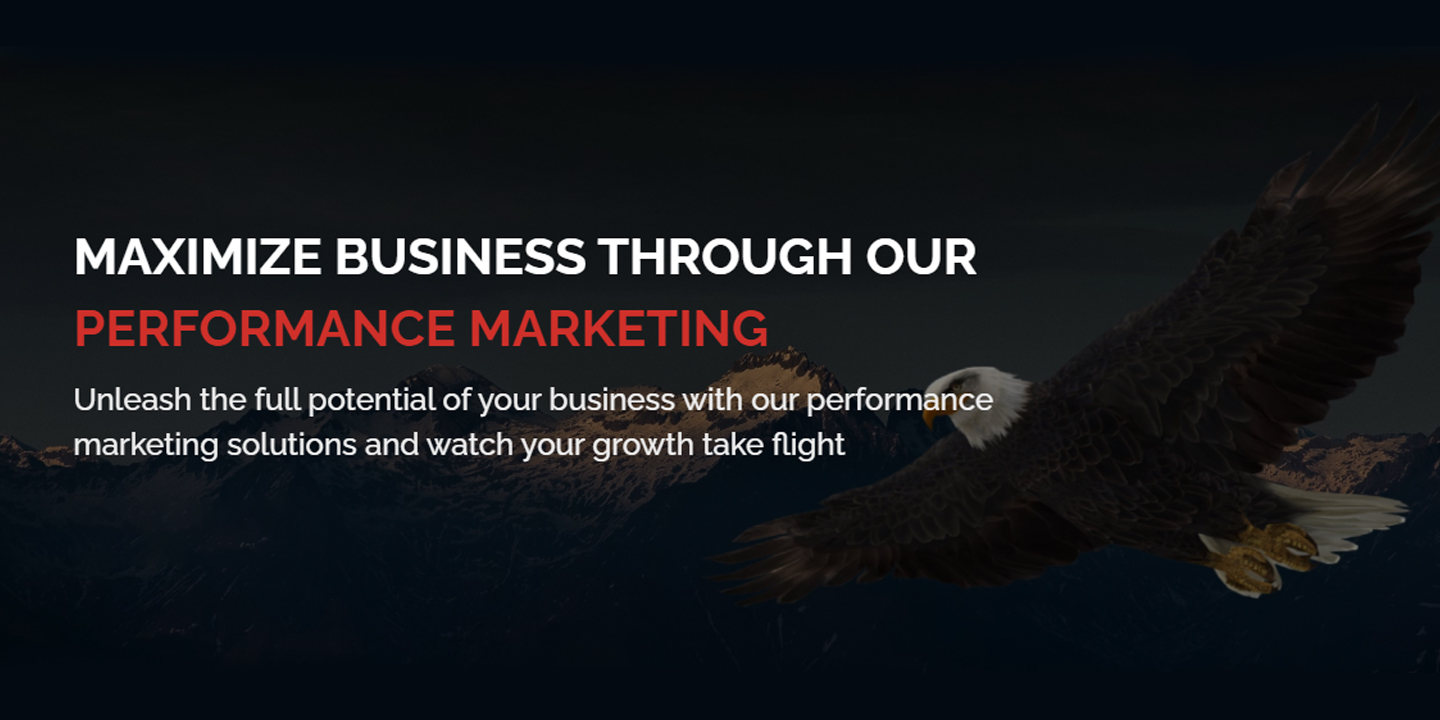 MAXIMIZE BUSINESS THROUGH OUR
PERFORMANCE MARKETING
Unleash the full potential of your business with our performance
marketing solutions and watch your growth take flight